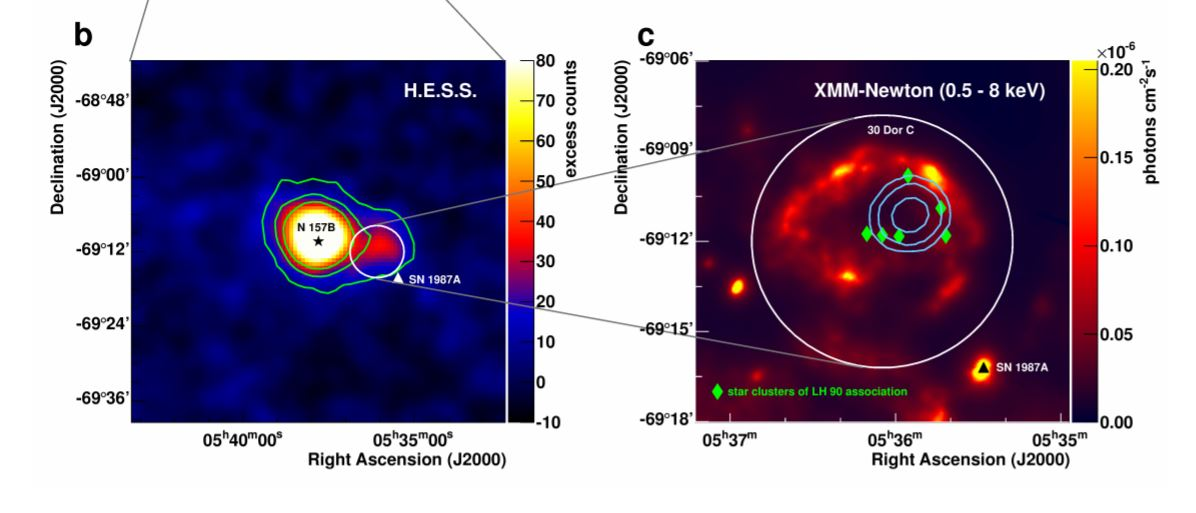 b
H.E.S.S.
N 157B
SN 1987A
Declination (J2000)
-68°48'
-69°00'
-69°12'
-69°24'
-69°36'
05ʰ40ᵐ00ˢ
05ʰ35ᵐ00ˢ
Right Ascension (J2000)
80
70
60
50
40
30
20
10
0
-10
excess counts
c
XMM-Newton (0.5 - 8 keV)
30 Dor C
SN 1987A
star clusters of LH 90 association
Declination (J2000)
-69°06'
-69°09'
-69°12'
-69°15'
-69°18'
05ʰ37ᵐ
05ʰ36ᵐ
05ʰ35ᵐ
Right Ascension (J2000)
×10⁻⁶
0.20
0.15
0.10
0.05
0.00
photons cm⁻²s⁻¹